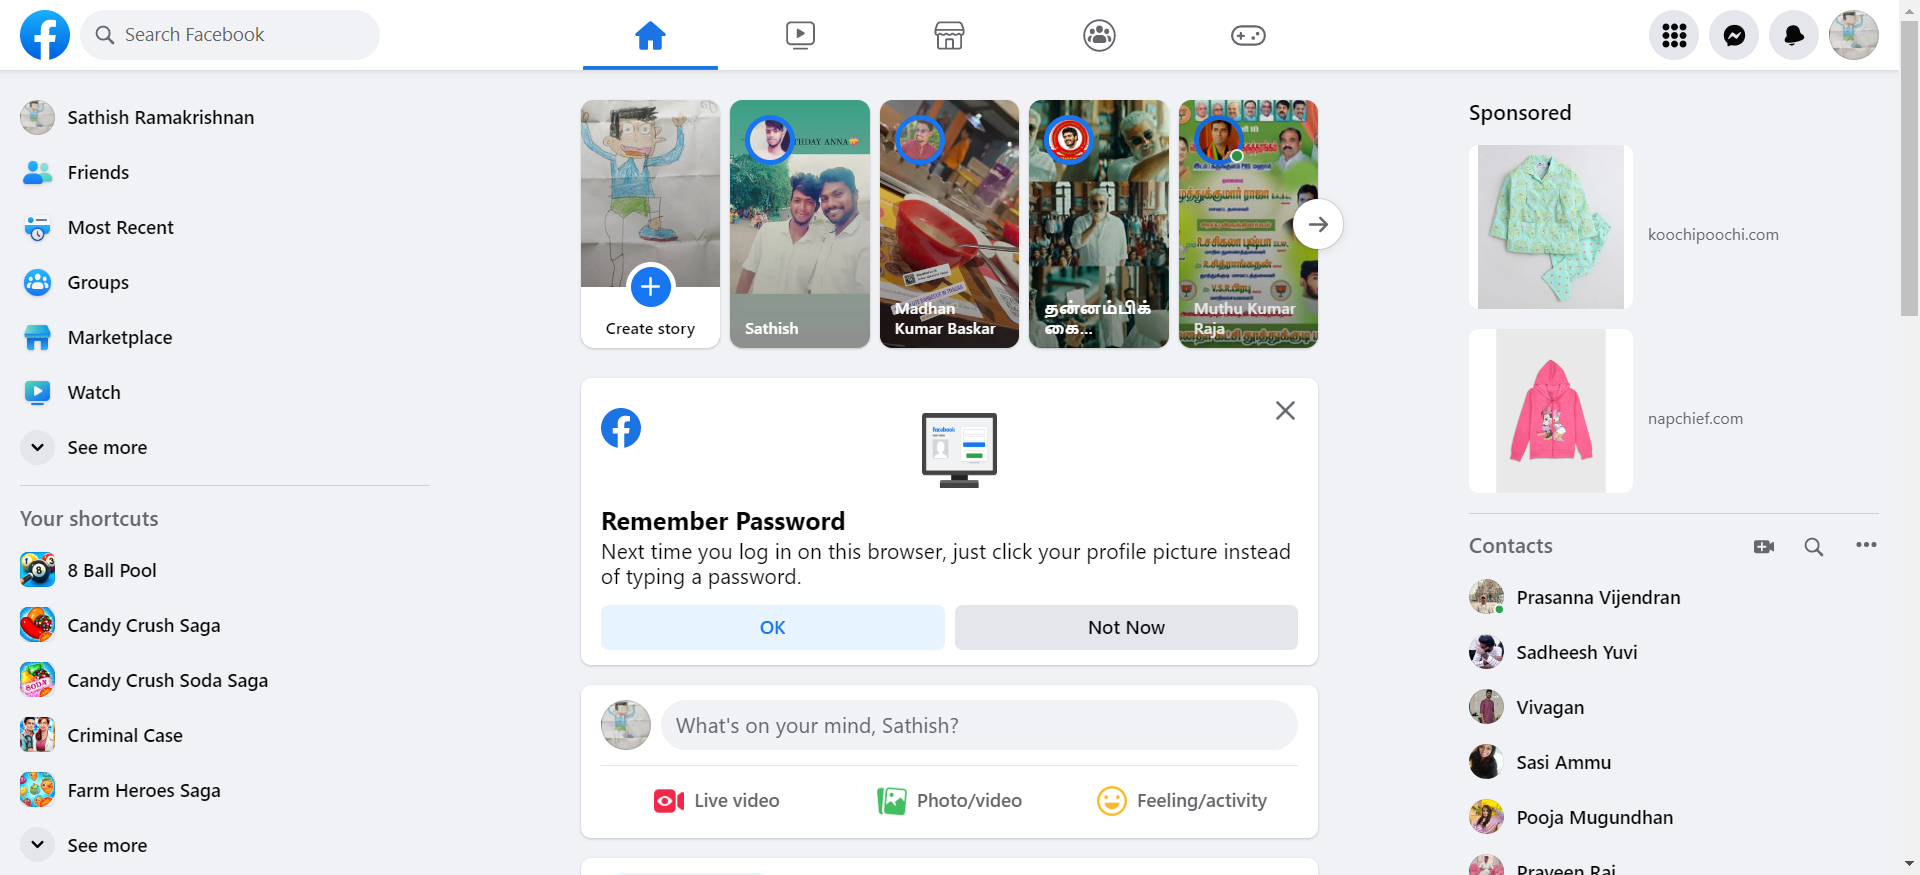 Search Facebook
Sathish Ramakrishnan
Friends
Most Recent
Groups
Marketplace
Watch
See more
Your shortcuts
8 Ball Pool
Candy Crush Saga
Candy Crush Soda Saga
Criminal Case
Farm Heroes Saga
See more
Create story
THDAY ANNA
Sathish
Madhan
Kumar Baskar
தன்னம்பிக்
கை...
Muthu Kumar
Raja
Remember Password
Next time you log in on this browser, just click your profile picture instead
of typing a password.
OK
Not Now
What's on your mind, Sathish?
Live video
Photo/video
Feeling/activity
Sponsored
koochipoochi.com
napchief.com
Contacts
Prasanna Vijendran
Sadheesh Yuvi
Vivagan
Sasi Ammu
Pooja Mugundhan
Praveen Raj